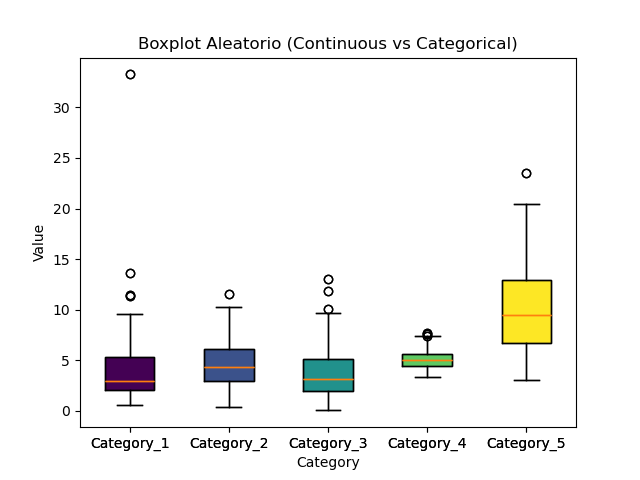 Boxplot Aleatorio (Continuous vs Categorical)
Value
30
25
20
15
10
5
0
Category_1 Category_2 Category_3 Category_4 Category_5
Category